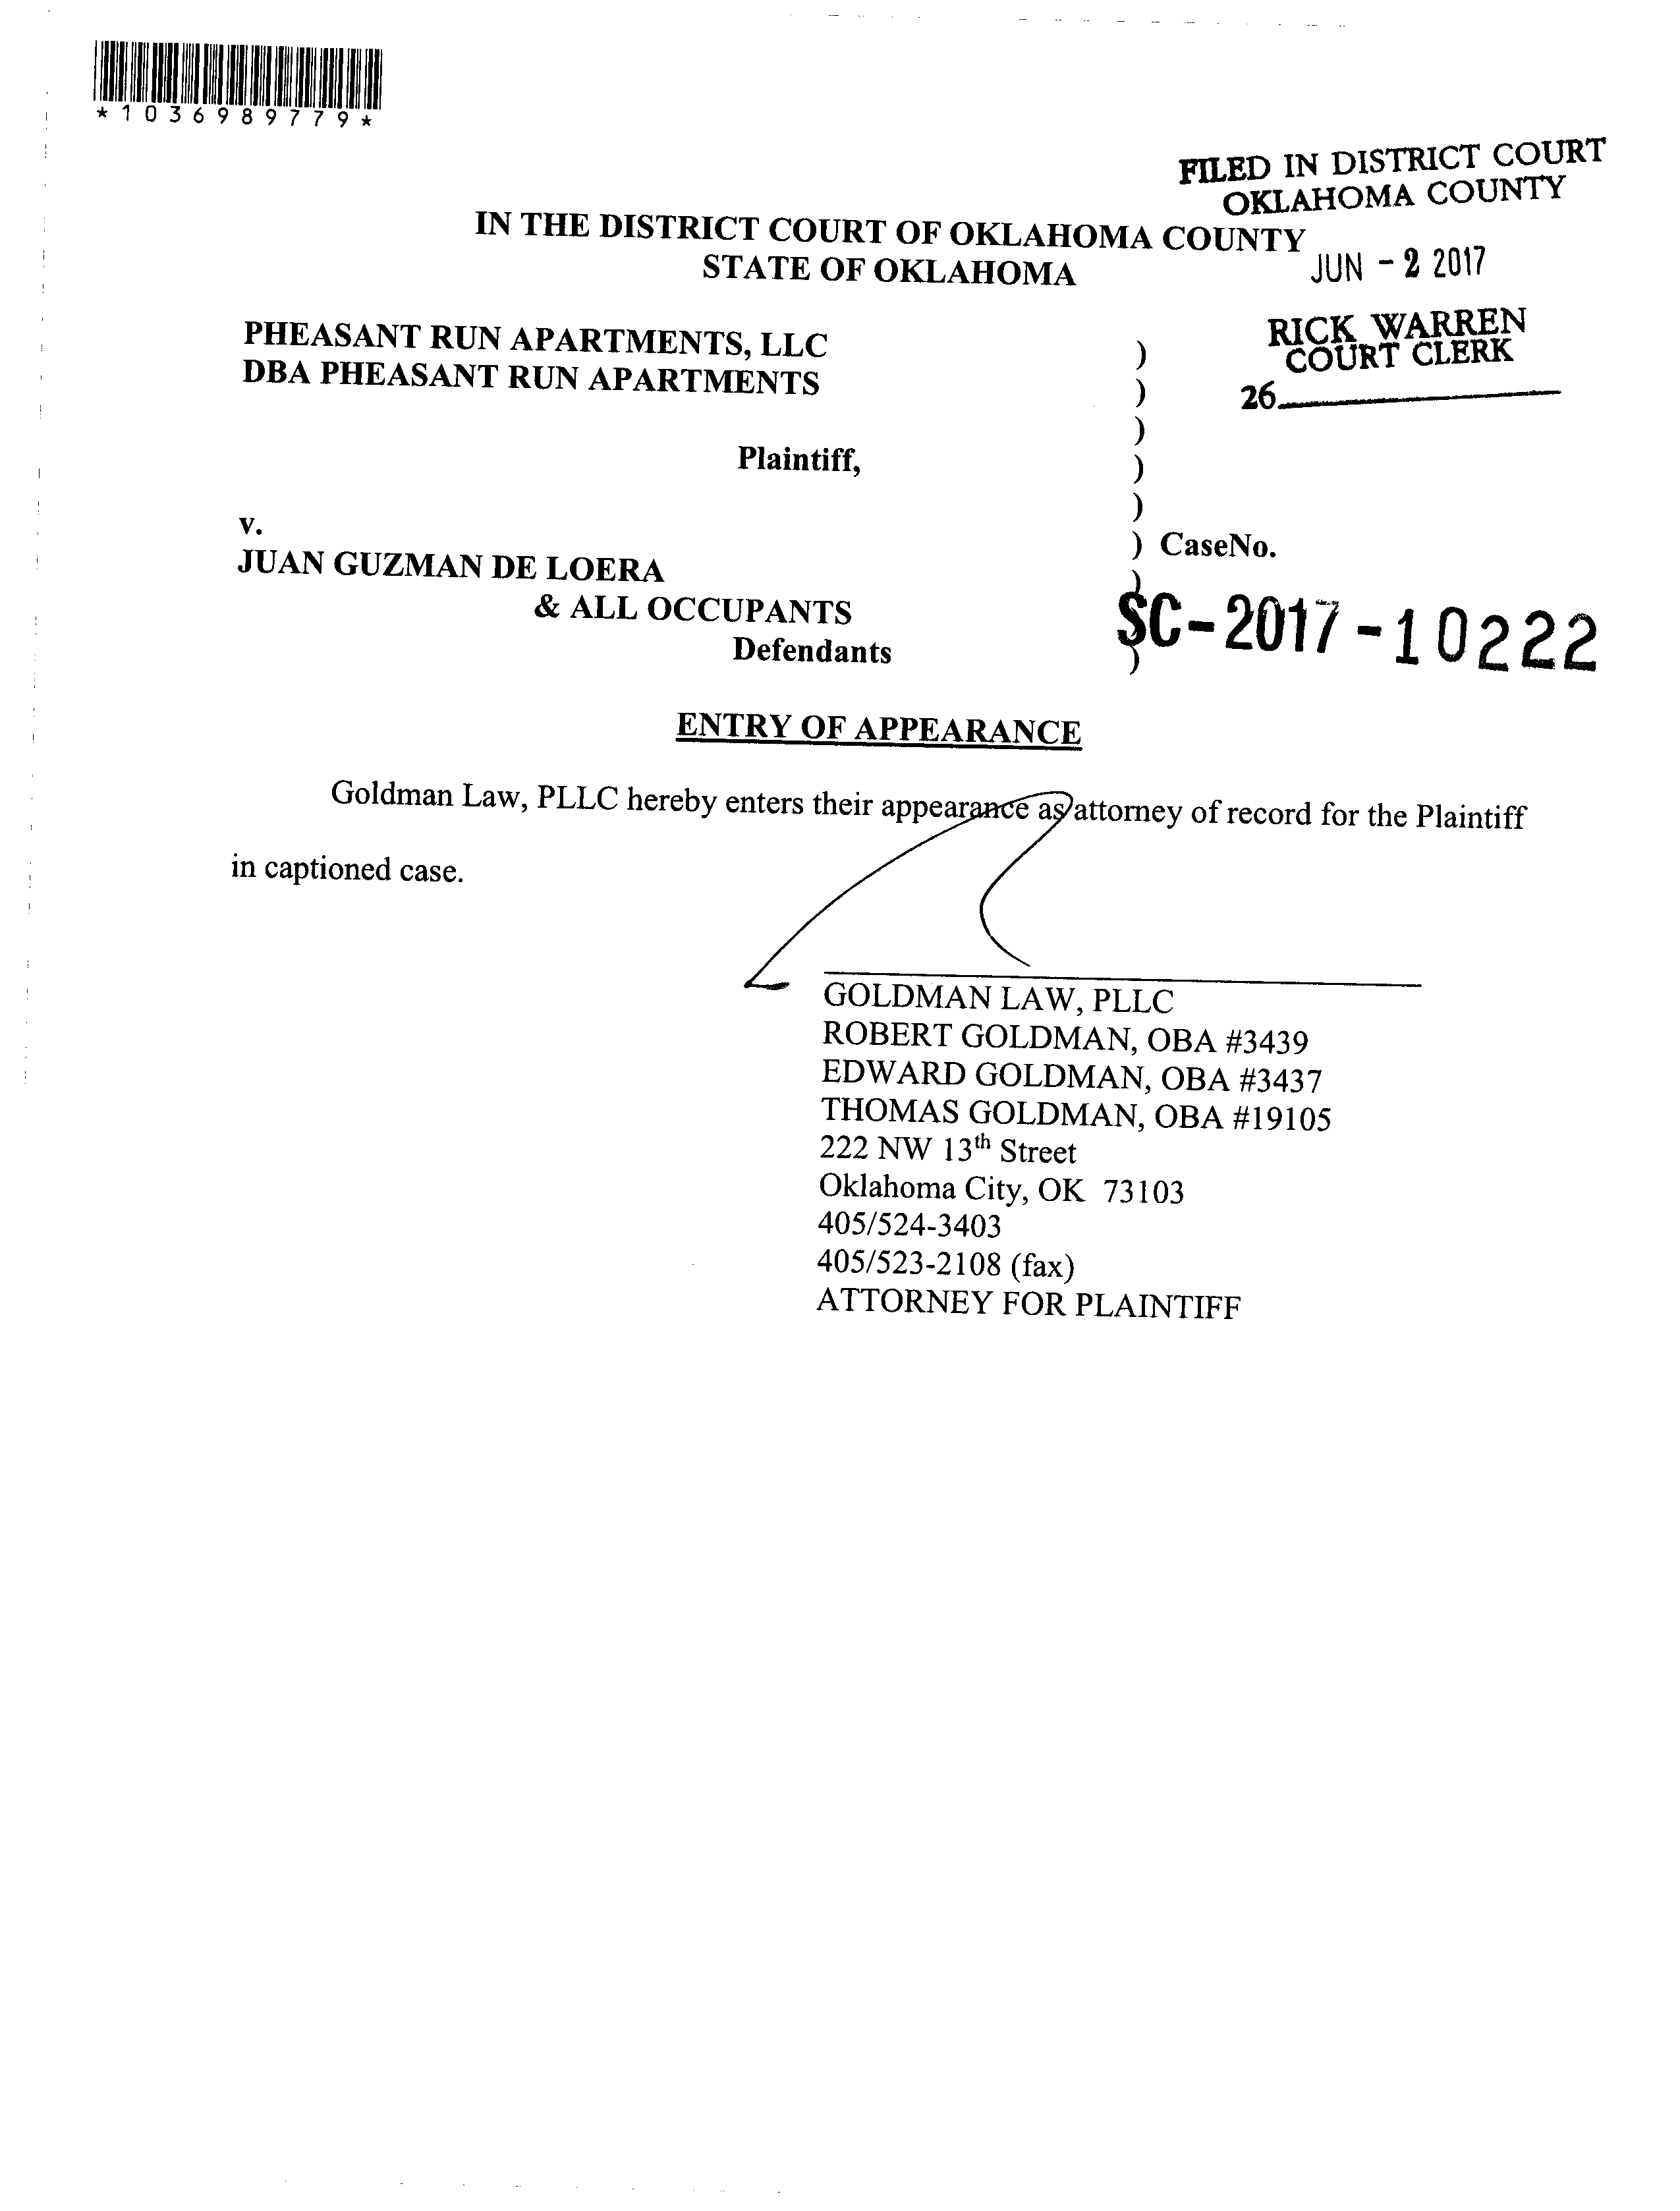 *1036989779*
FILED IN DISTRICT COURT
OKLAHOMA COUNTY
IN THE DISTRICT COURT OF OKLAHOMA COUNTY
STATE OF OKLAHOMA
JUN - 2 2017
PHEASANT RUN APARTMENTS, LLC )
DBA PHEASANT RUN APARTMENTS )
RICK WARREN
COURT CLERK
26
)
Plaintiff, )
)
v.
) CaseNo.
JUAN GUZMAN DE LOERA )
& ALL OCCUPANTS
SC-2017-10222
Defendants )
ENTRY OF APPEARANCE
Goldman Law, PLLC hereby enters their appearance as attorney of record for the Plaintiff
in captioned case.
GOLDMAN LAW, PLLC
ROBERT GOLDMAN, OBA #3439
EDWARD GOLDMAN, OBA #3437
THOMAS GOLDMAN, OBA #19105
222 NW 13th Street
Oklahoma City, OK 73103
405/524-3403
405/523-2108 (fax)
ATTORNEY FOR PLAINTIFF